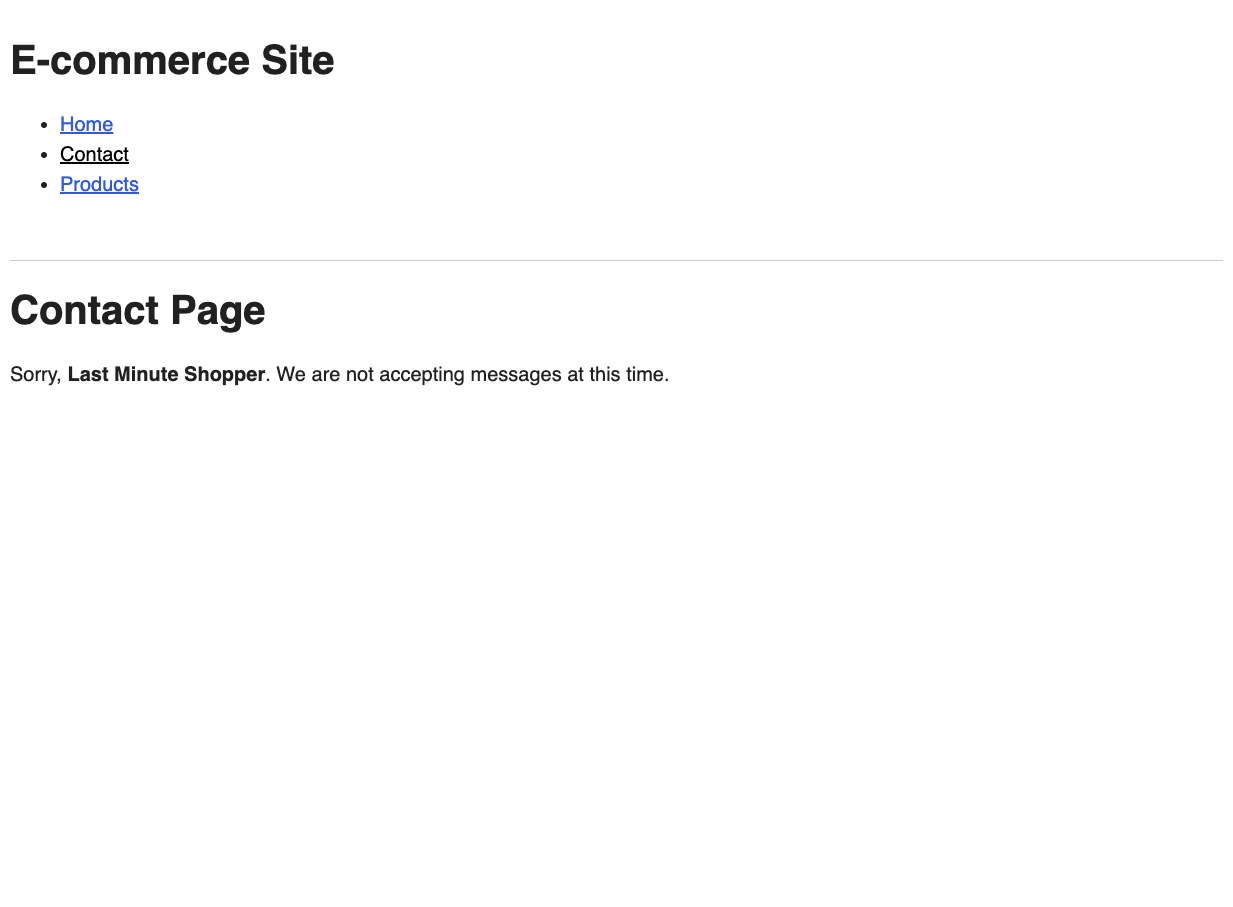 E-commerce Site
Home
Contact
Products
Contact Page
Sorry, Last Minute Shopper. We are not accepting messages at this time.